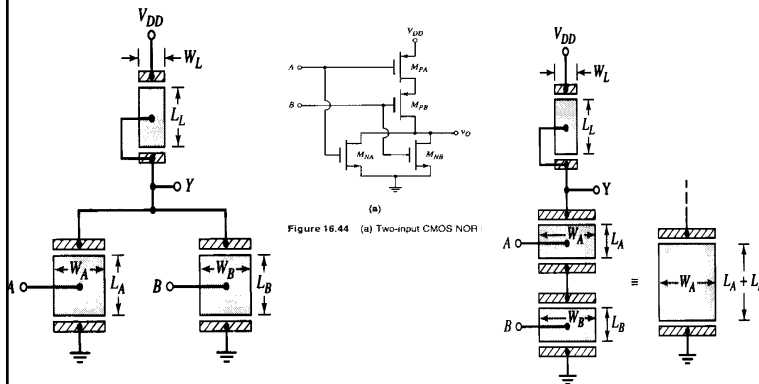 V_DD
W_L
L_L
Y
A
W_A
L_A
B
W_B
L_B
V_DD
A
M_PA
B
M_PB
v_O
M_NA
M_NB
(a)
Figure 16.44 (a) Two-input CMOS NOR
V_DD
W_L
L_L
Y
A
W_A
L_A
B
W_B
L_B
≡
W_A
L_A + L